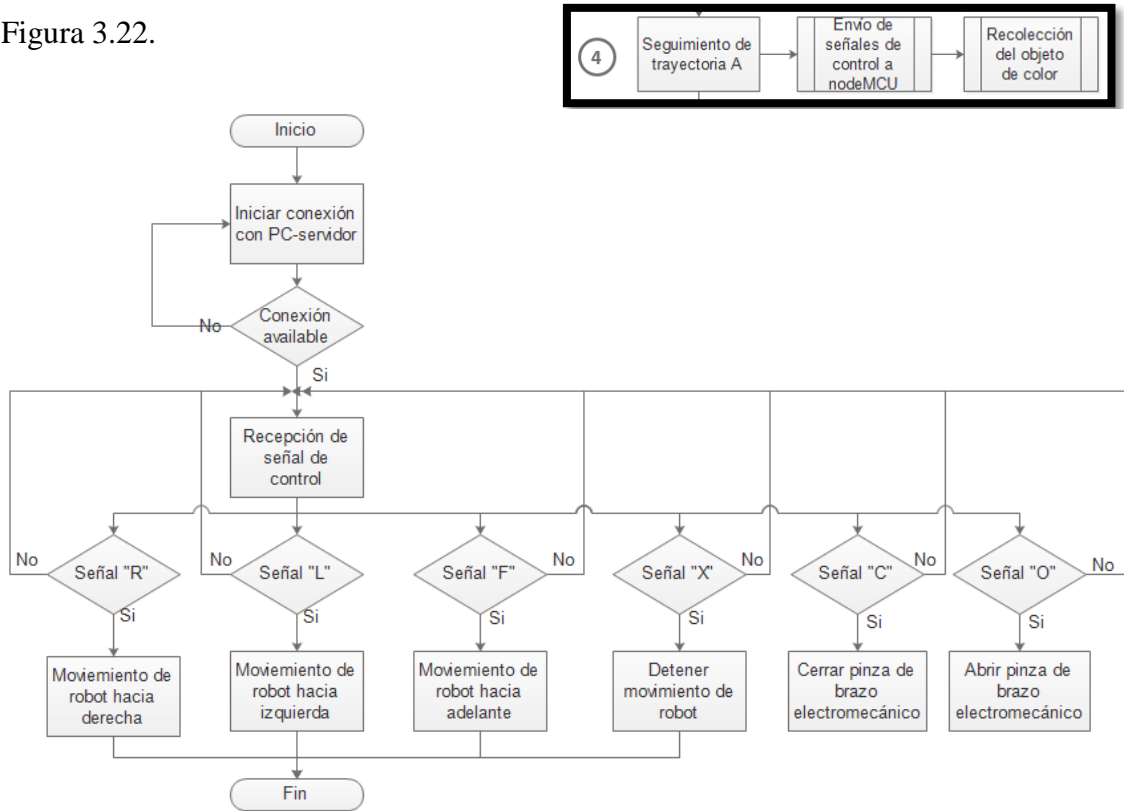 Figura 3.22.
4
Seguimiento de
trayectoria A
Envío de
señales de
control a
nodeMCU
Recolección
del objeto
de color
Inicio
Iniciar conexión
con PC-servidor
Conexión
available
No
Si
Recepción de
señal de
control
No
Señal "R"
Si
No
Señal "L"
Si
Señal "F"
No
Si
Señal "X"
No
Si
Señal "C"
No
Si
Señal "O"
No
Si
Moviemiento de
robot hacia
derecha
Moviemiento de
robot hacia
izquierda
Moviemiento de
robot hacia
adelante
Detener
movimiento de
robot
Cerrar pinza de
brazo
electromecánico
Abrir pinza de
brazo
electromecánico
Fin